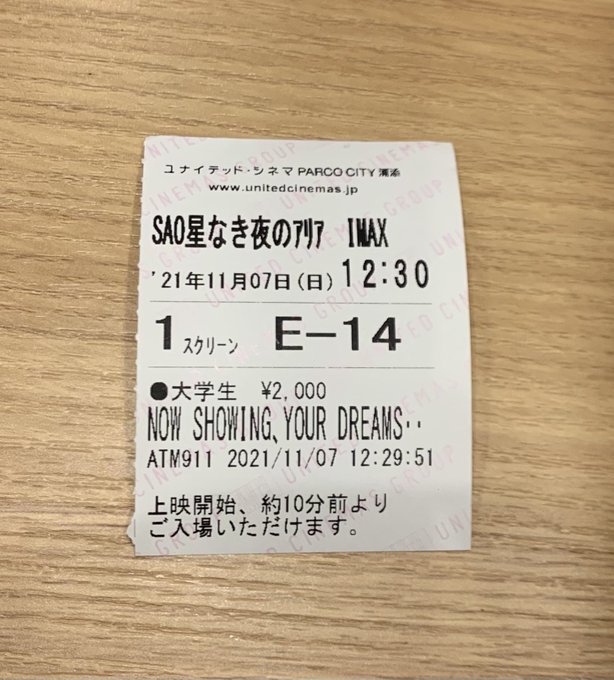 ユナイテッド・シネマ PARCO CITY 浦添
www.unitedcinemas.jp
SAO星なき夜のｱﾘｱ IMAX
'21年11月07日(日) 12:30
1 ｽｸﾘｰﾝ E-14
●大学生 ¥2,000
NOW SHOWING､YOUR DREAMS‥
ATM911 2021/11/07 12:29:51
上映開始、約10分前より
ご入場いただけます。
UNITED CINEMAS GROUP